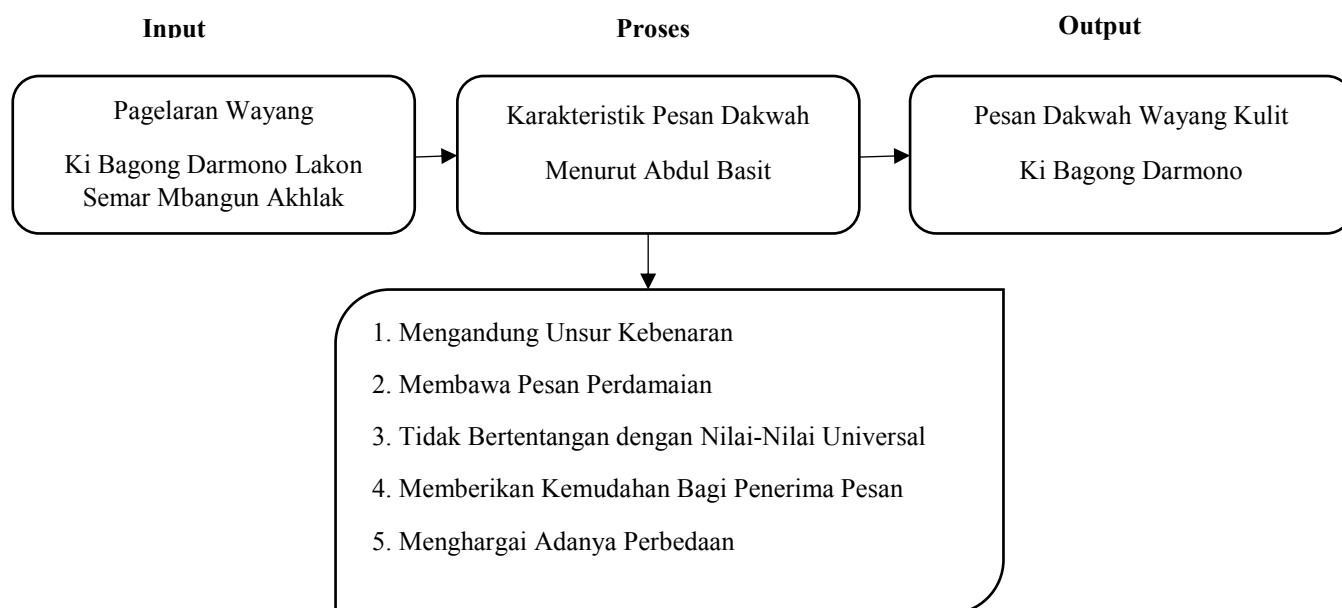 Input
Proses
Output
Pagelaran Wayang
Ki Bagong Darmono Lakon
Semar Mbangun Akhlak
Karakteristik Pesan Dakwah
Menurut Abdul Basit
Pesan Dakwah Wayang Kulit
Ki Bagong Darmono
1. Mengandung Unsur Kebenaran
2. Membawa Pesan Perdamaian
3. Tidak Bertentangan dengan Nilai-Nilai Universal
4. Memberikan Kemudahan Bagi Penerima Pesan
5. Menghargai Adanya Perbedaan